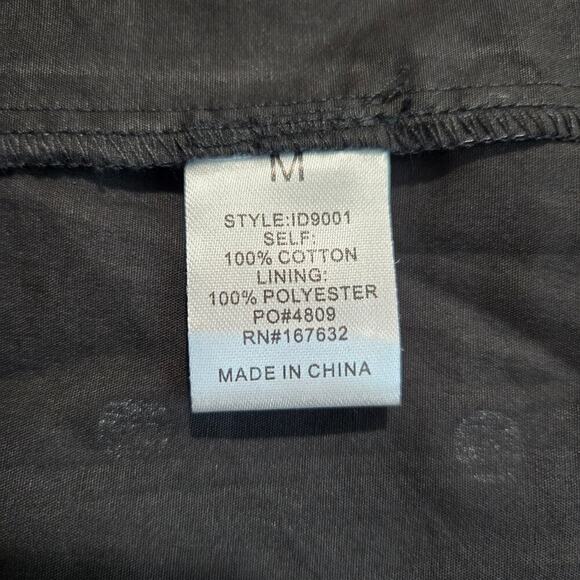 M
STYLE:ID9001
SELF:
100% COTTON
LINING:
100% POLYESTER
PO#4809
RN#167632
MADE IN CHINA